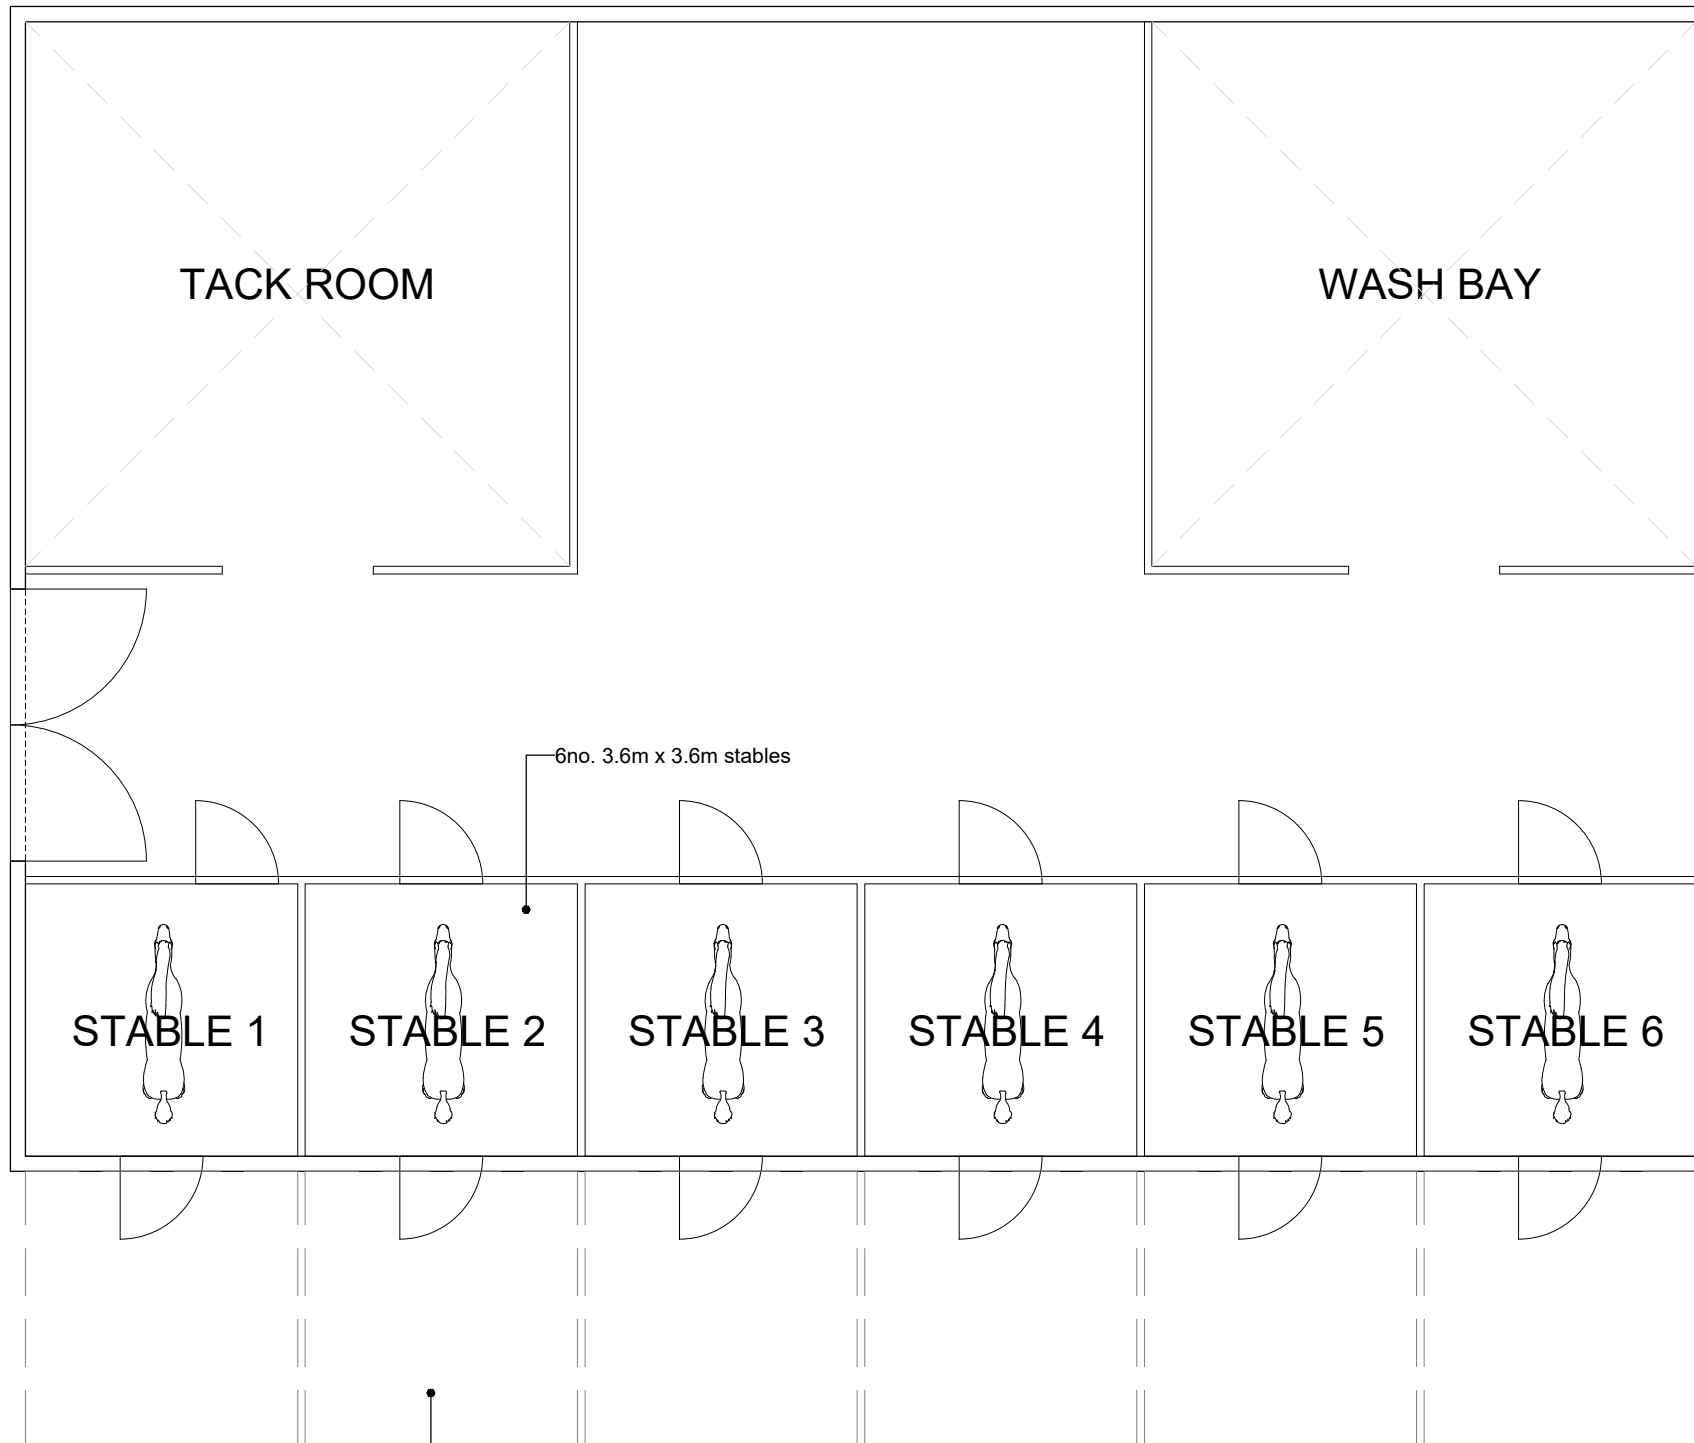 TACK ROOM
WASH BAY
6no. 3.6m x 3.6m stables
STABLE 1
STABLE 2
STABLE 3
STABLE 4
STABLE 5
STABLE 6